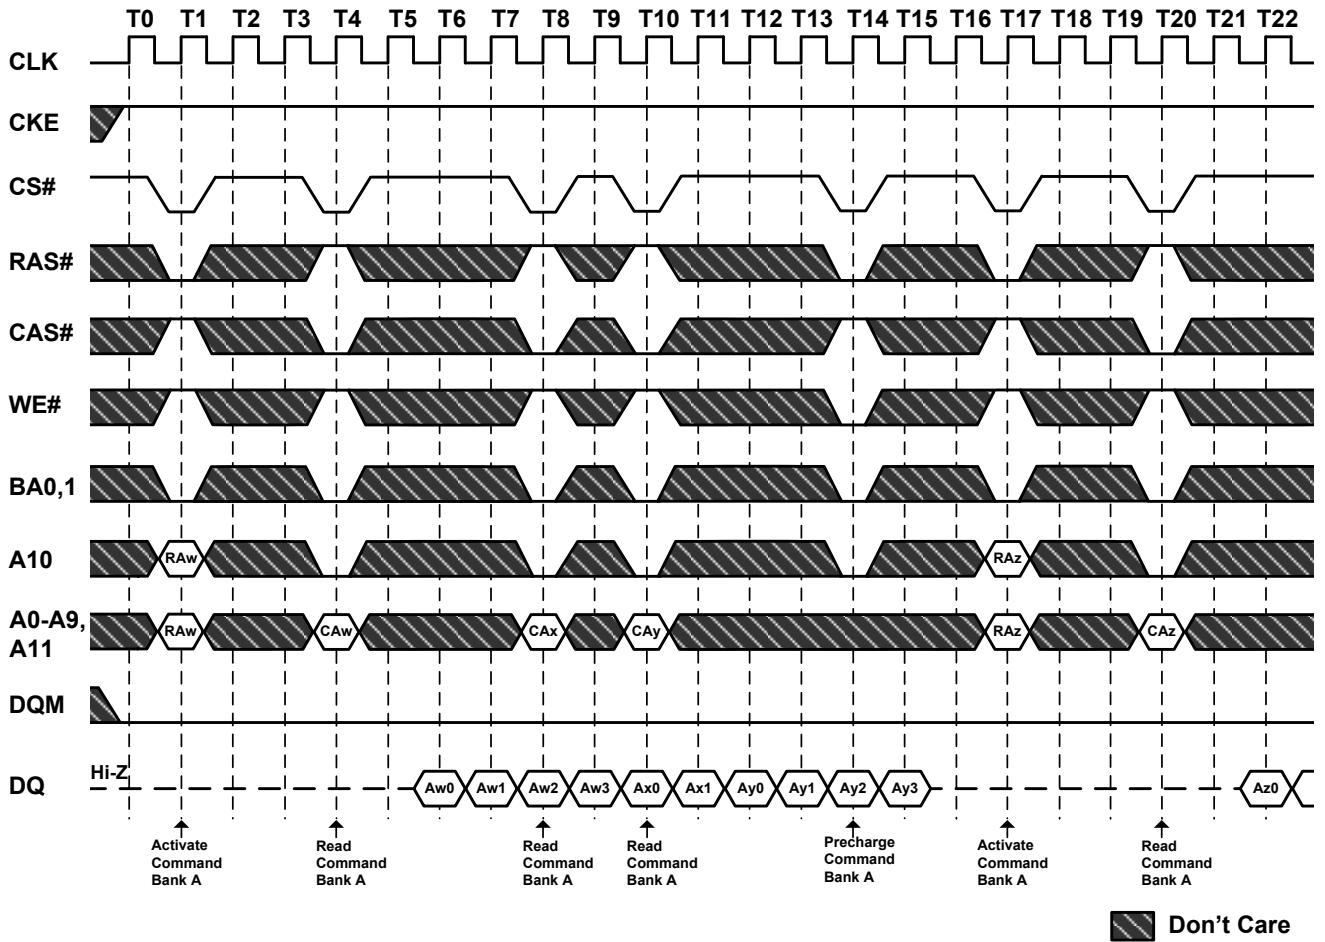 T0 T1 T2 T3 T4 T5 T6 T7 T8 T9 T10 T11 T12 T13 T14 T15 T16 T17 T18 T19 T20 T21 T22
CLK
CKE
CS#
RAS#
CAS#
WE#
BA0,1
A10 RAw RAz
A0-A9,
A11
RAw CAw CAx CAy RAz CAz
DQM
DQ
Hi-Z
Aw0 Aw1 Aw2 Aw3 Ax0 Ax1 Ay0 Ay1 Ay2 Ay3 Az0
Activate
Command
Bank A
Read
Command
Bank A
Read
Command
Bank A
Read
Command
Bank A
Precharge
Command
Bank A
Activate
Command
Bank A
Read
Command
Bank A
Don't Care